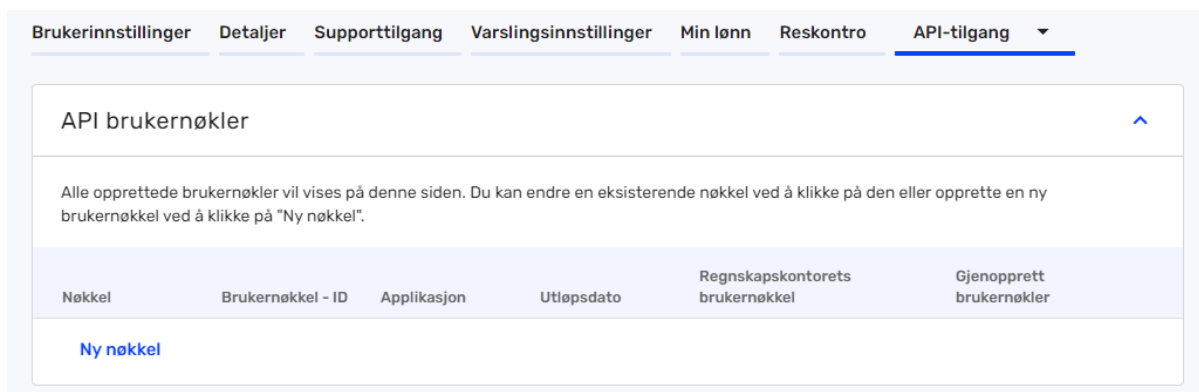 Brukerinnstillinger Detaljer Supporttilgang Varslingsinnstillinger Min lønn Reskontro API-tilgang
API brukernøkler
Alle opprettede brukernøkler vil vises på denne siden. Du kan endre en eksisterende nøkkel ved å klikke på den eller opprette en ny
brukernøkkel ved å klikke på "Ny nøkkel".
Nøkkel Brukernøkkel - ID Applikasjon Utløpsdato Regnskapskontorets
brukernøkkel Gjenopprett
brukernøkler
Ny nøkkel